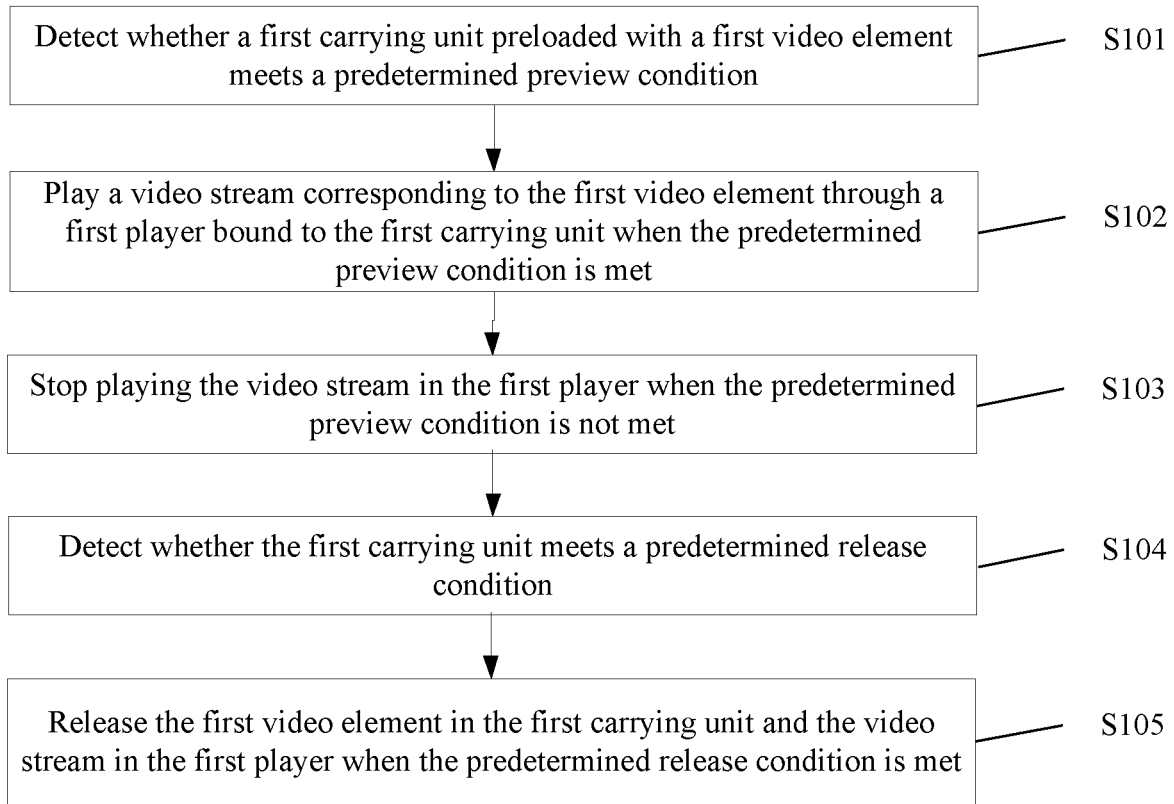 Detect whether a first carrying unit preloaded with a first video element
meets a predetermined preview condition
S101
Play a video stream corresponding to the first video element through a
first player bound to the first carrying unit when the predetermined
preview condition is met
S102
Stop playing the video stream in the first player when the predetermined
preview condition is not met
S103
Detect whether the first carrying unit meets a predetermined release
condition
S104
Release the first video element in the first carrying unit and the video
stream in the first player when the predetermined release condition is met
S105